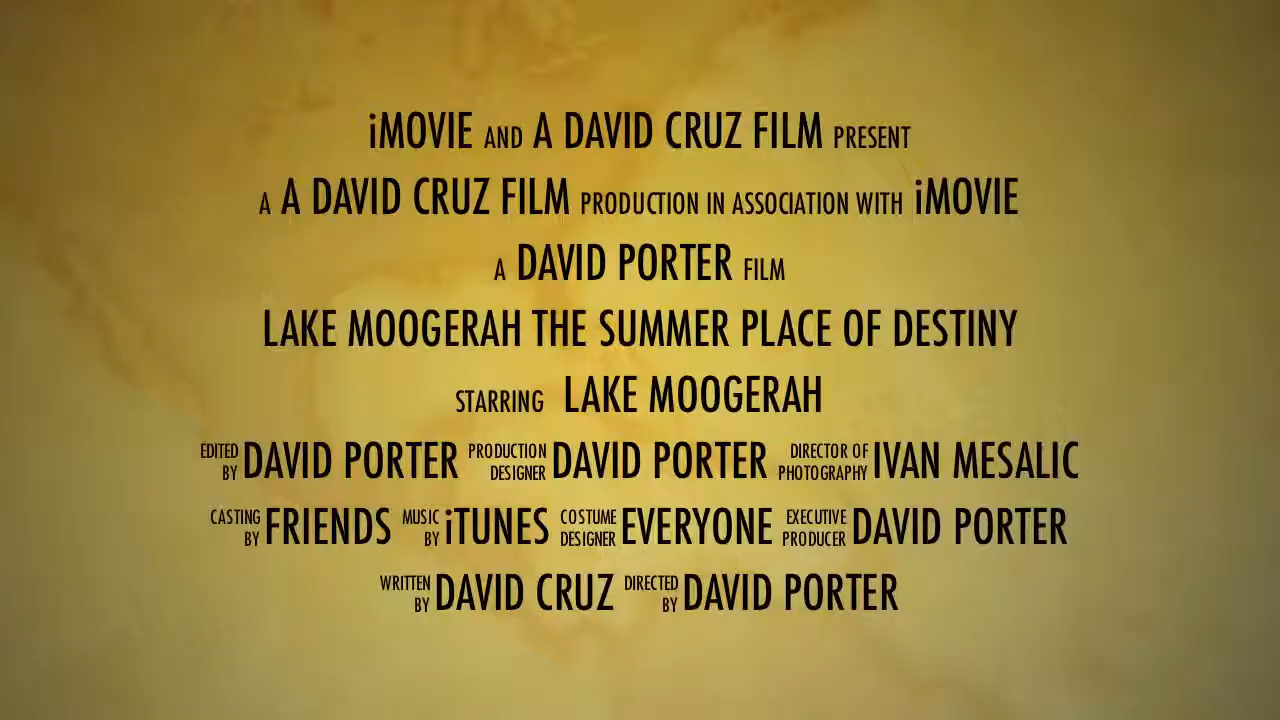 iMOVIE AND A DAVID CRUZ FILM PRESENT
A A DAVID CRUZ FILM PRODUCTION IN ASSOCIATION WITH iMOVIE
A DAVID PORTER FILM
LAKE MOOGERAH THE SUMMER PLACE OF DESTINY
STARRING LAKE MOOGERAH
EDITED BY DAVID PORTER PRODUCTION DESIGNER DAVID PORTER DIRECTOR OF PHOTOGRAPHY IVAN MESALIC
CASTING BY FRIENDS MUSIC BY iTUNES COSTUME DESIGNER EVERYONE EXECUTIVE PRODUCER DAVID PORTER
WRITTEN BY DAVID CRUZ DIRECTED BY DAVID PORTER